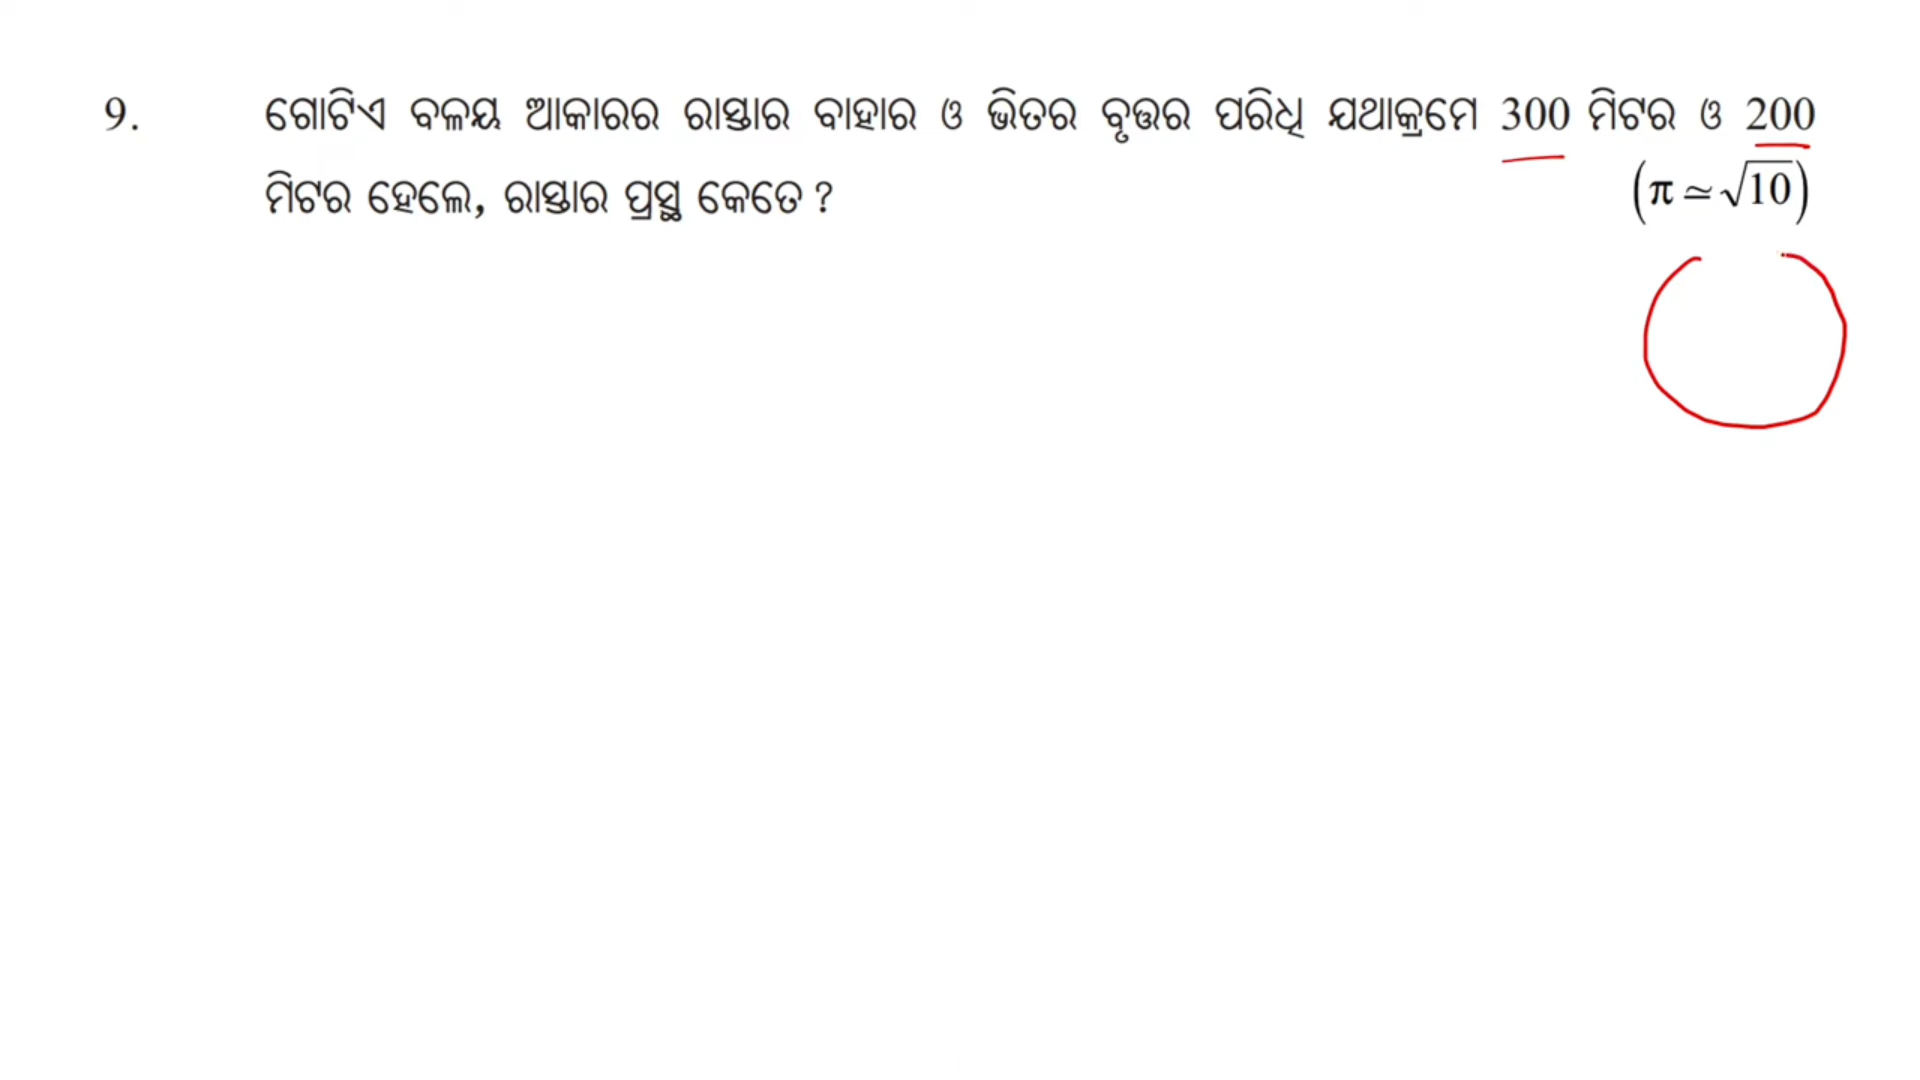 9. ଗୋଟିଏ ବଳୟ ଆକାରର ରାସ୍ତାର ବାହାର ଓ ଭିତର ବୃତ୍ତର ପରିଧି ଯଥାକ୍ରମେ 300 ମିଟର ଓ 200
ମିଟର ହେଲେ, ରାସ୍ତାର ପ୍ରସ୍ଥ କେତେ ? (π ≃ √10)